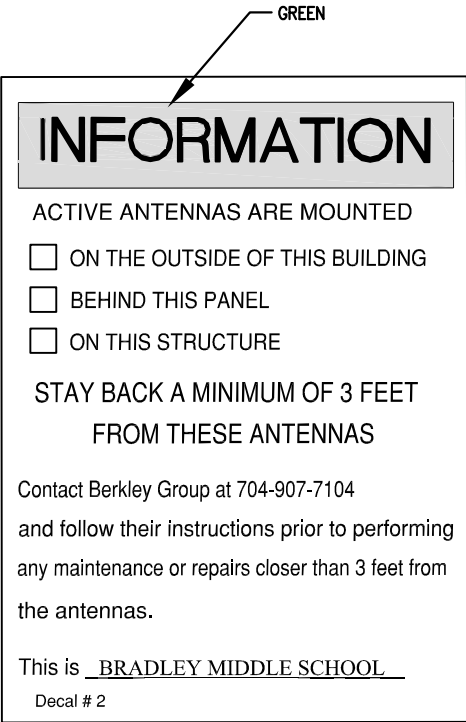 GREEN
INFORMATION
ACTIVE ANTENNAS ARE MOUNTED
ON THE OUTSIDE OF THIS BUILDING
BEHIND THIS PANEL
ON THIS STRUCTURE
STAY BACK A MINIMUM OF 3 FEET
FROM THESE ANTENNAS
Contact Berkley Group at 704-907-7104
and follow their instructions prior to performing
any maintenance or repairs closer than 3 feet from
the antennas.
This is BRADLEY MIDDLE SCHOOL
Decal # 2